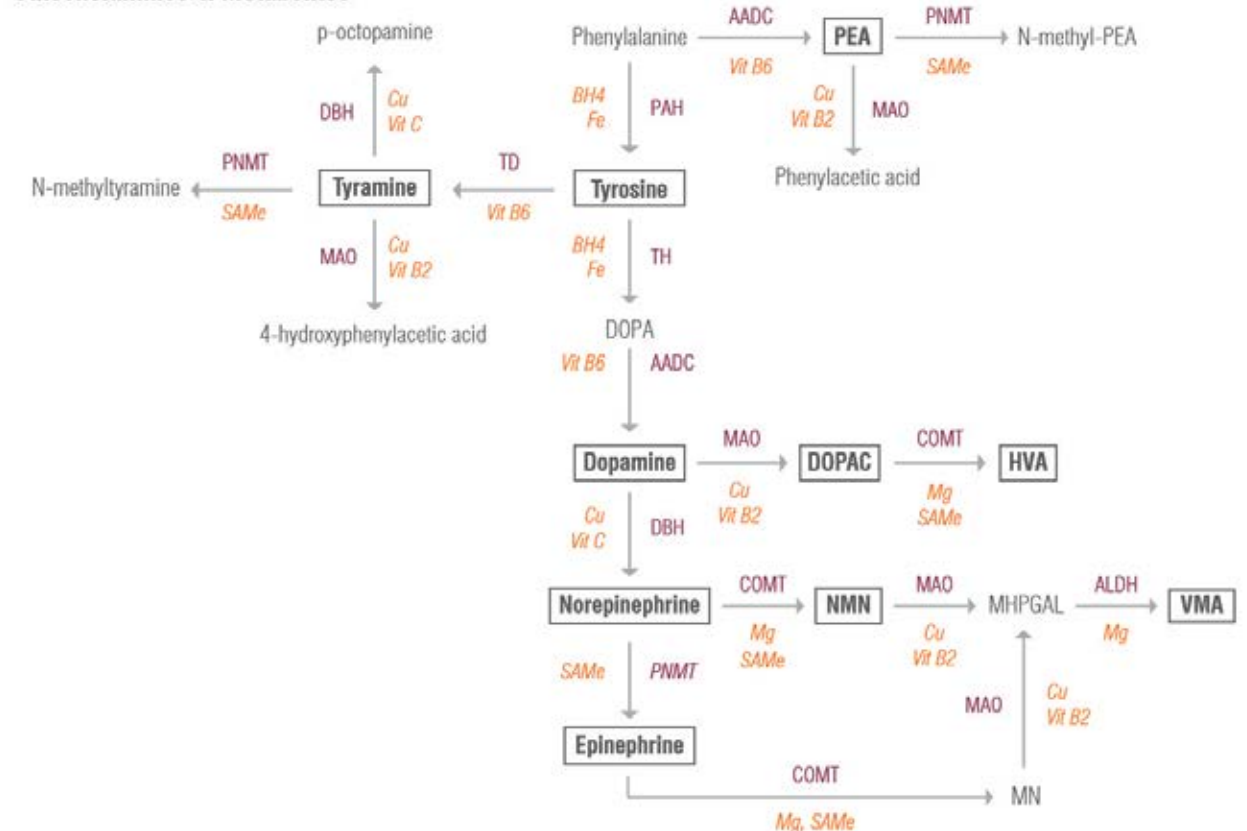 AADC
PNMT
p-octopamine
Phenylalanine
PEA
N-methyl-PEA
Vit B6
SAMe
DBH
Cu
Vit C
BH4
Fe
PAH
Cu
Vit B2
MAO
PNMT
TD
Phenylacetic acid
N-methyltyramine
Tyramine
Tyrosine
SAMe
Vit B6
MAO
Cu
Vit B2
BH4
Fe
TH
4-hydroxyphenylacetic acid
DOPA
Vit B6
AADC
MAO
COMT
Dopamine
DOPAC
HVA
Cu
Vit B2
Mg
SAMe
Cu
Vit C
DBH
COMT
MAO
ALDH
Norepinephrine
NMN
MHPGAL
VMA
Mg
SAMe
Cu
Vit B2
Mg
SAMe
PNMT
MAO
Cu
Vit B2
Epinephrine
COMT
MN
Mg, SAMe